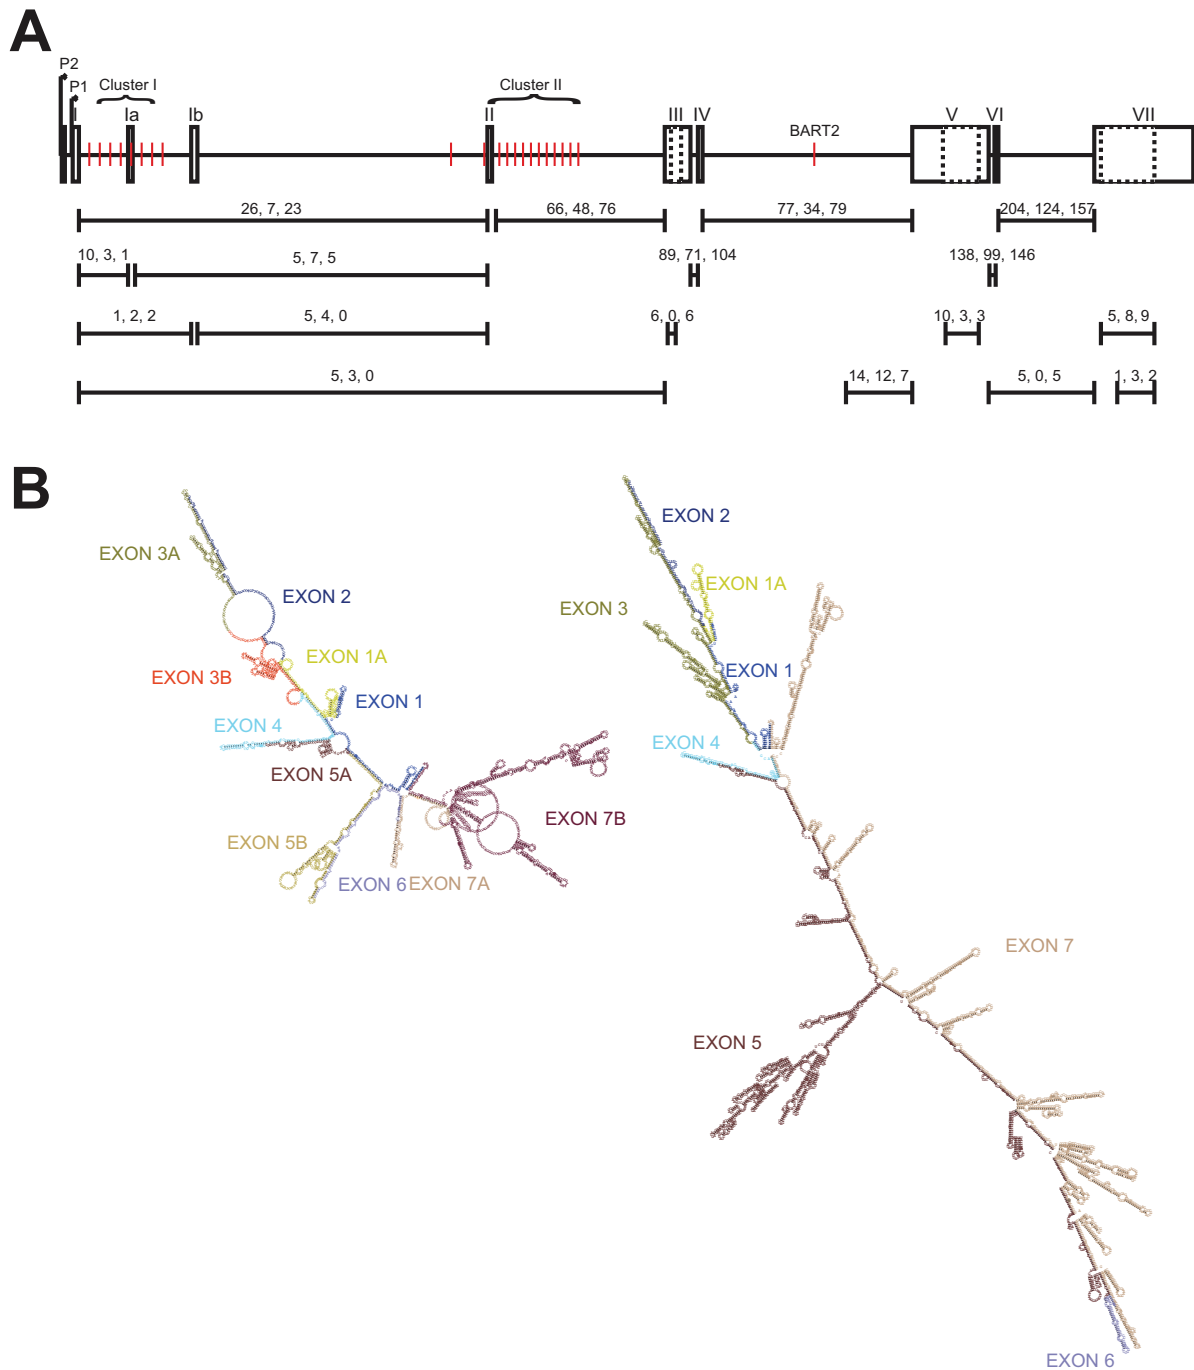 A
P2
P1
Cluster I
Cluster II
I
Ia
Ib
II
III
IV
BART2
V
VI
VII
26, 7, 23
66, 48, 76
77, 34, 79
204, 124, 157
10, 3, 1
5, 7, 5
89, 71, 104
138, 99, 146
1, 2, 2
5, 4, 0
6, 0, 6
10, 3, 3
5, 8, 9
5, 3, 0
14, 12, 7
5, 0, 5
1, 3, 2
B
EXON 3A
EXON 2
EXON 1A
EXON 3B
EXON 1
EXON 4
EXON 5A
EXON 5B
EXON 7B
EXON 6
EXON 7A
EXON 2
EXON 1A
EXON 3
EXON 1
EXON 4
EXON 7
EXON 5
EXON 6